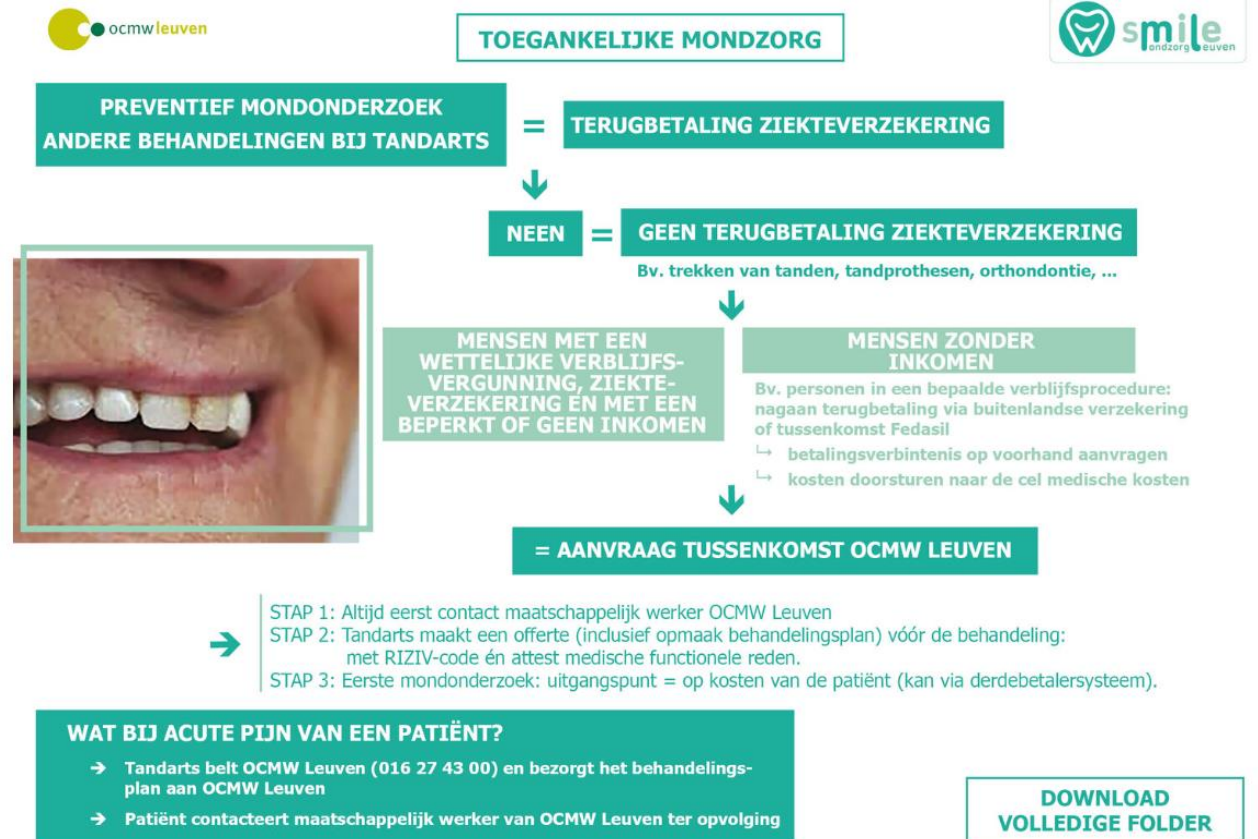 ocmw leuven
TOEGANKELIJKE MONDZORG
smile
ondzorg leuven
PREVENTIEF MONDONDERZOEK
ANDERE BEHANDELINGEN BIJ TANDARTS
= TERUGBETALING ZIEKTEVERZEKERING
NEEN = GEEN TERUGBETALING ZIEKTEVERZEKERING
Bv. trekken van tanden, tandprothesen, orthondontie, ...
MENSEN MET EEN
WETTELIJKE VERBLIJFS-
VERGUNNING, ZIEKTE-
VERZEKERING EN MET EEN
BEPERKT OF GEEN INKOMEN
MENSEN ZONDER
INKOMEN
Bv. personen in een bepaalde verblijfsprocedure:
nagaan terugbetaling via buitenlandse verzekering
of tussenkomst Fedasil
↳ betalingsverbintenis op voorhand aanvragen
↳ kosten doorsturen naar de cel medische kosten
= AANVRAAG TUSSENKOMST OCMW LEUVEN
STAP 1: Altijd eerst contact maatschappelijk werker OCMW Leuven
STAP 2: Tandarts maakt een offerte (inclusief opmaak behandelingsplan) vóór de behandeling:
met RIZIV-code én attest medische functionele reden.
STAP 3: Eerste mondonderzoek: uitgangspunt = op kosten van de patiënt (kan via derdebetalersysteem).
WAT BIJ ACUTE PIJN VAN EEN PATIËNT?
→ Tandarts belt OCMW Leuven (016 27 43 00) en bezorgt het behandelings-
plan aan OCMW Leuven
→ Patiënt contacteert maatschappelijk werker van OCMW Leuven ter opvolging
DOWNLOAD
VOLLEDIGE FOLDER